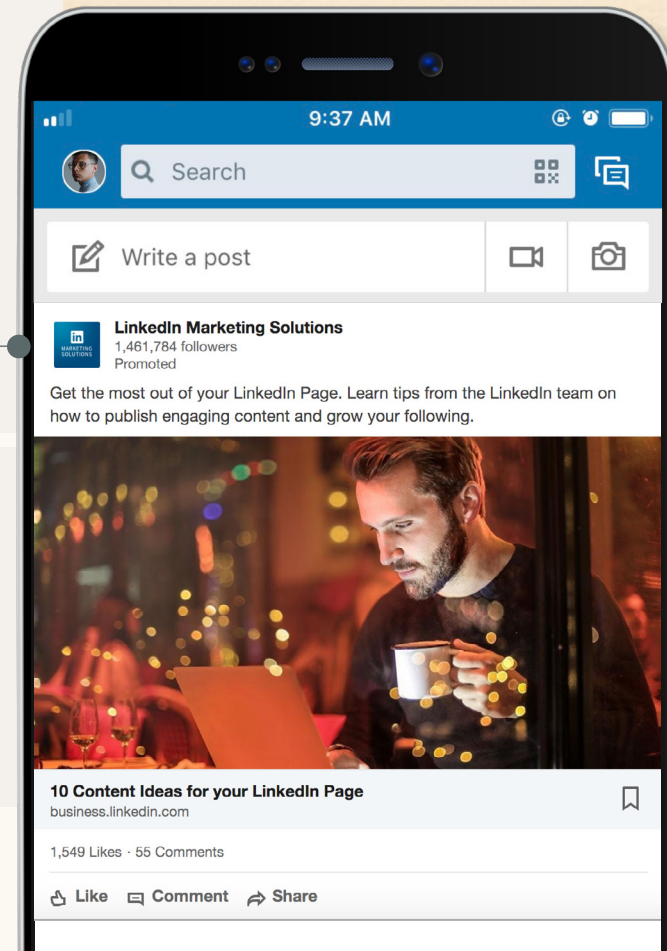 9:37 AM
Search
Write a post
in
MARKETING
SOLUTIONS
LinkedIn Marketing Solutions
1,461,784 followers
Promoted
Get the most out of your LinkedIn Page. Learn tips from the LinkedIn team on
how to publish engaging content and grow your following.
10 Content Ideas for your LinkedIn Page
business.linkedin.com
1,549 Likes · 55 Comments
Like Comment Share